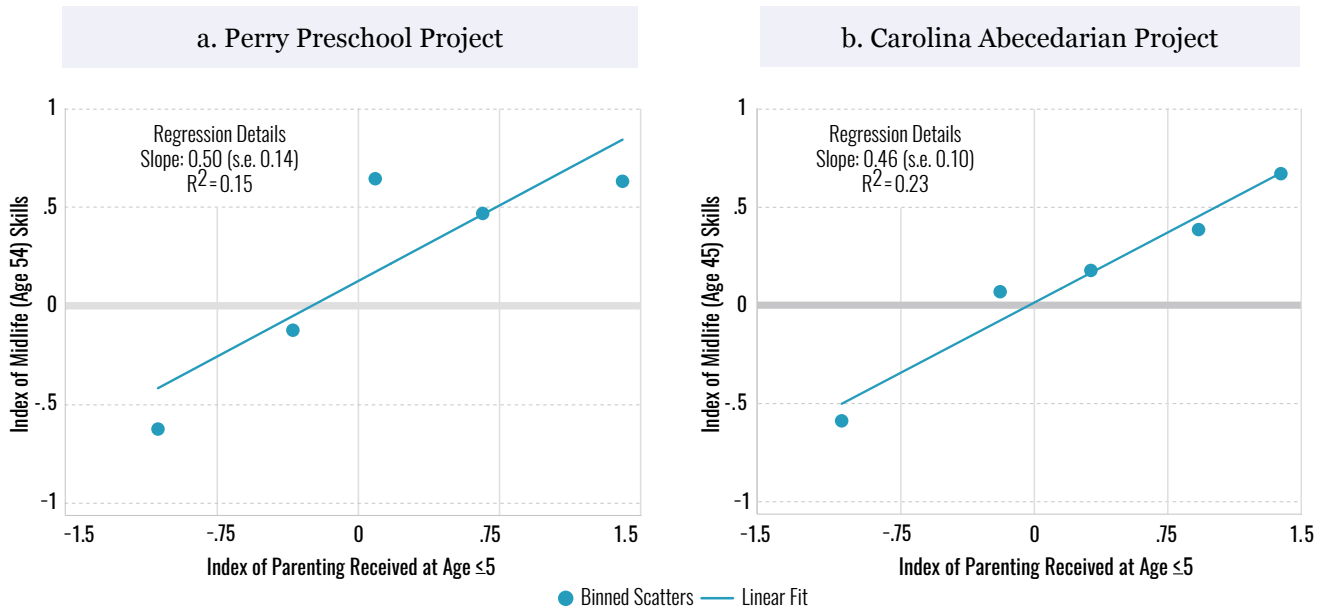 a. Perry Preschool Project
1
Regression Details
Slope: 0.50 (s.e. 0.14)
R²=0.15
.5
0
-.5
−1
−1.5
−.75
0
.75
1.5
Index of Midlife (Age 54) Skills
Index of Parenting Received at Age ≤5
b. Carolina Abecedarian Project
1
Regression Details
Slope: 0.46 (s.e. 0.10)
R²=0.23
.5
0
-.5
−1
−1.5
−.75
0
.75
1.5
Index of Midlife (Age 45) Skills
Index of Parenting Received at Age ≤5
Binned Scatters
Linear Fit